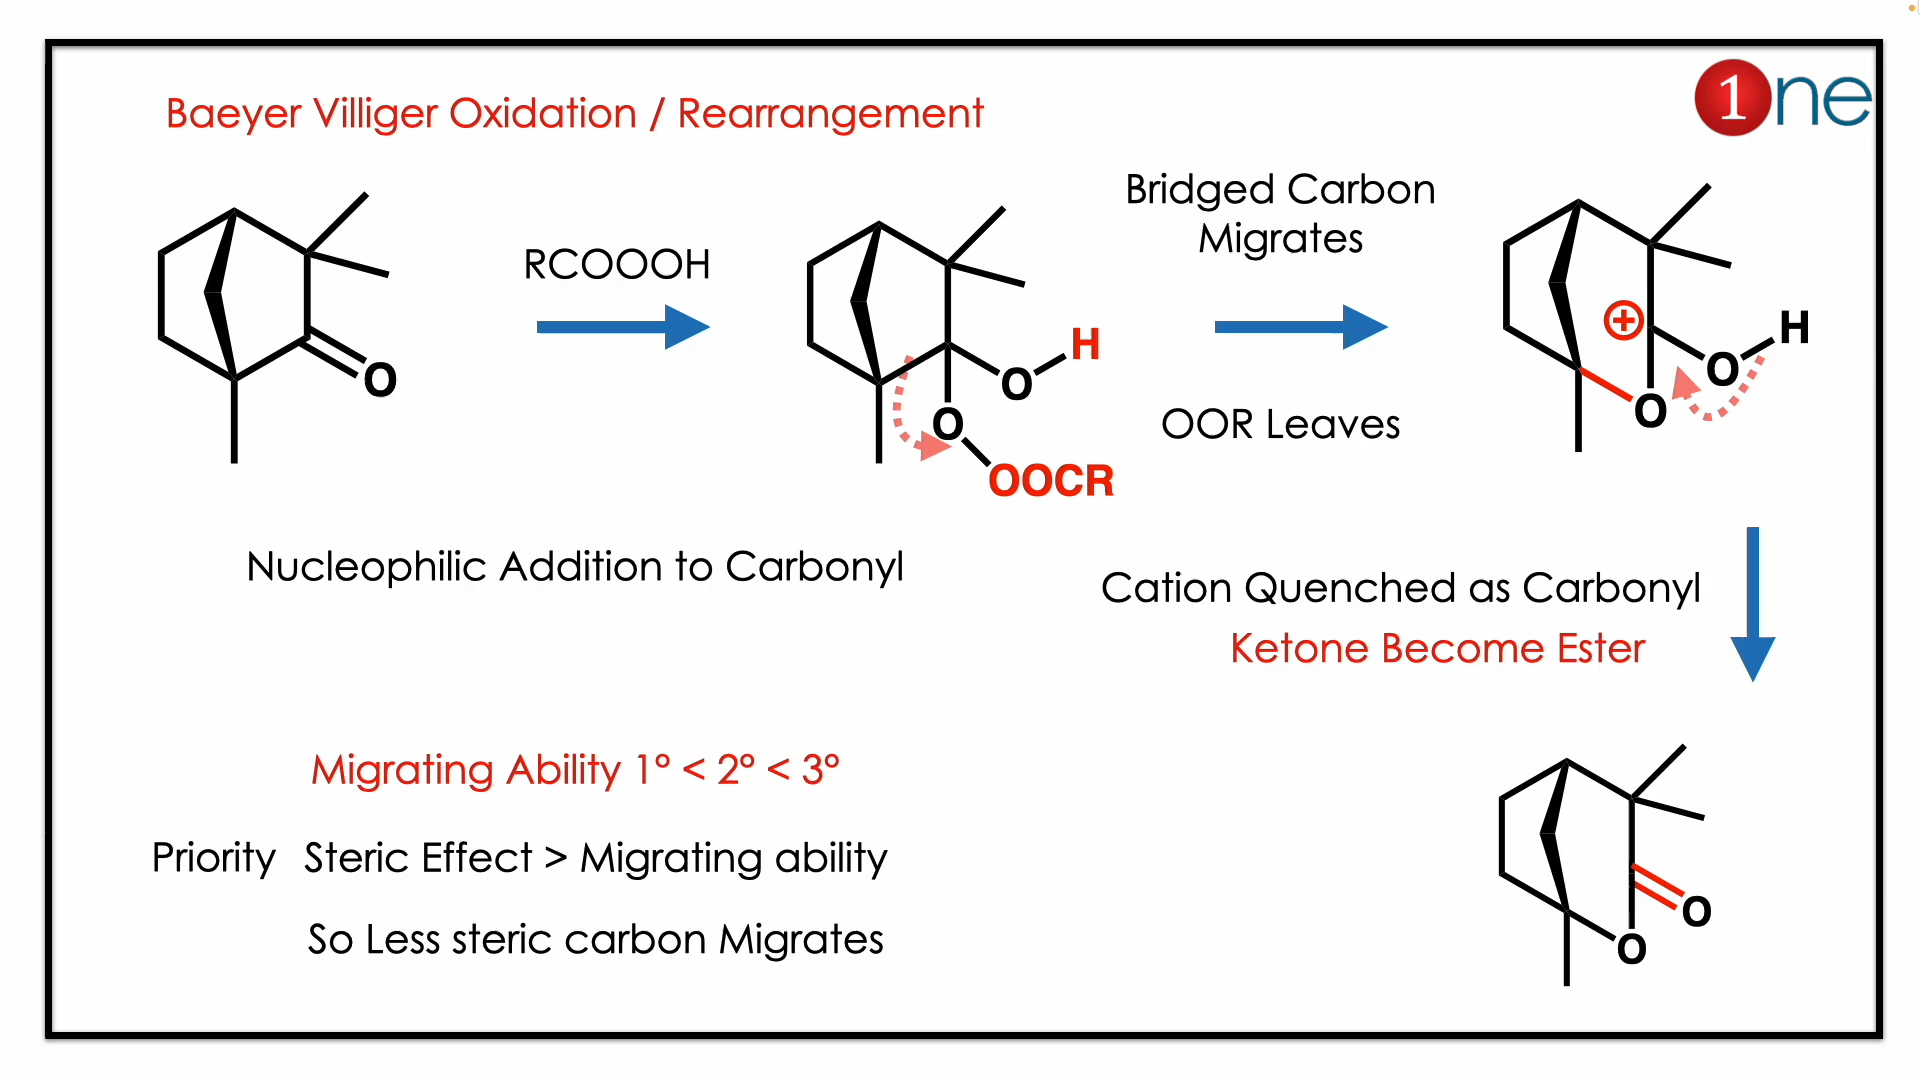 1ne
Baeyer Villiger Oxidation / Rearrangement
RCOOOH
Bridged Carbon
Migrates
OOR Leaves
O
H
O
O
OOCR
H
O
O
Nucleophilic Addition to Carbonyl
Cation Quenched as Carbonyl
Ketone Become Ester
Migrating Ability 1° < 2° < 3°
Priority Steric Effect > Migrating ability
So Less steric carbon Migrates
O
O